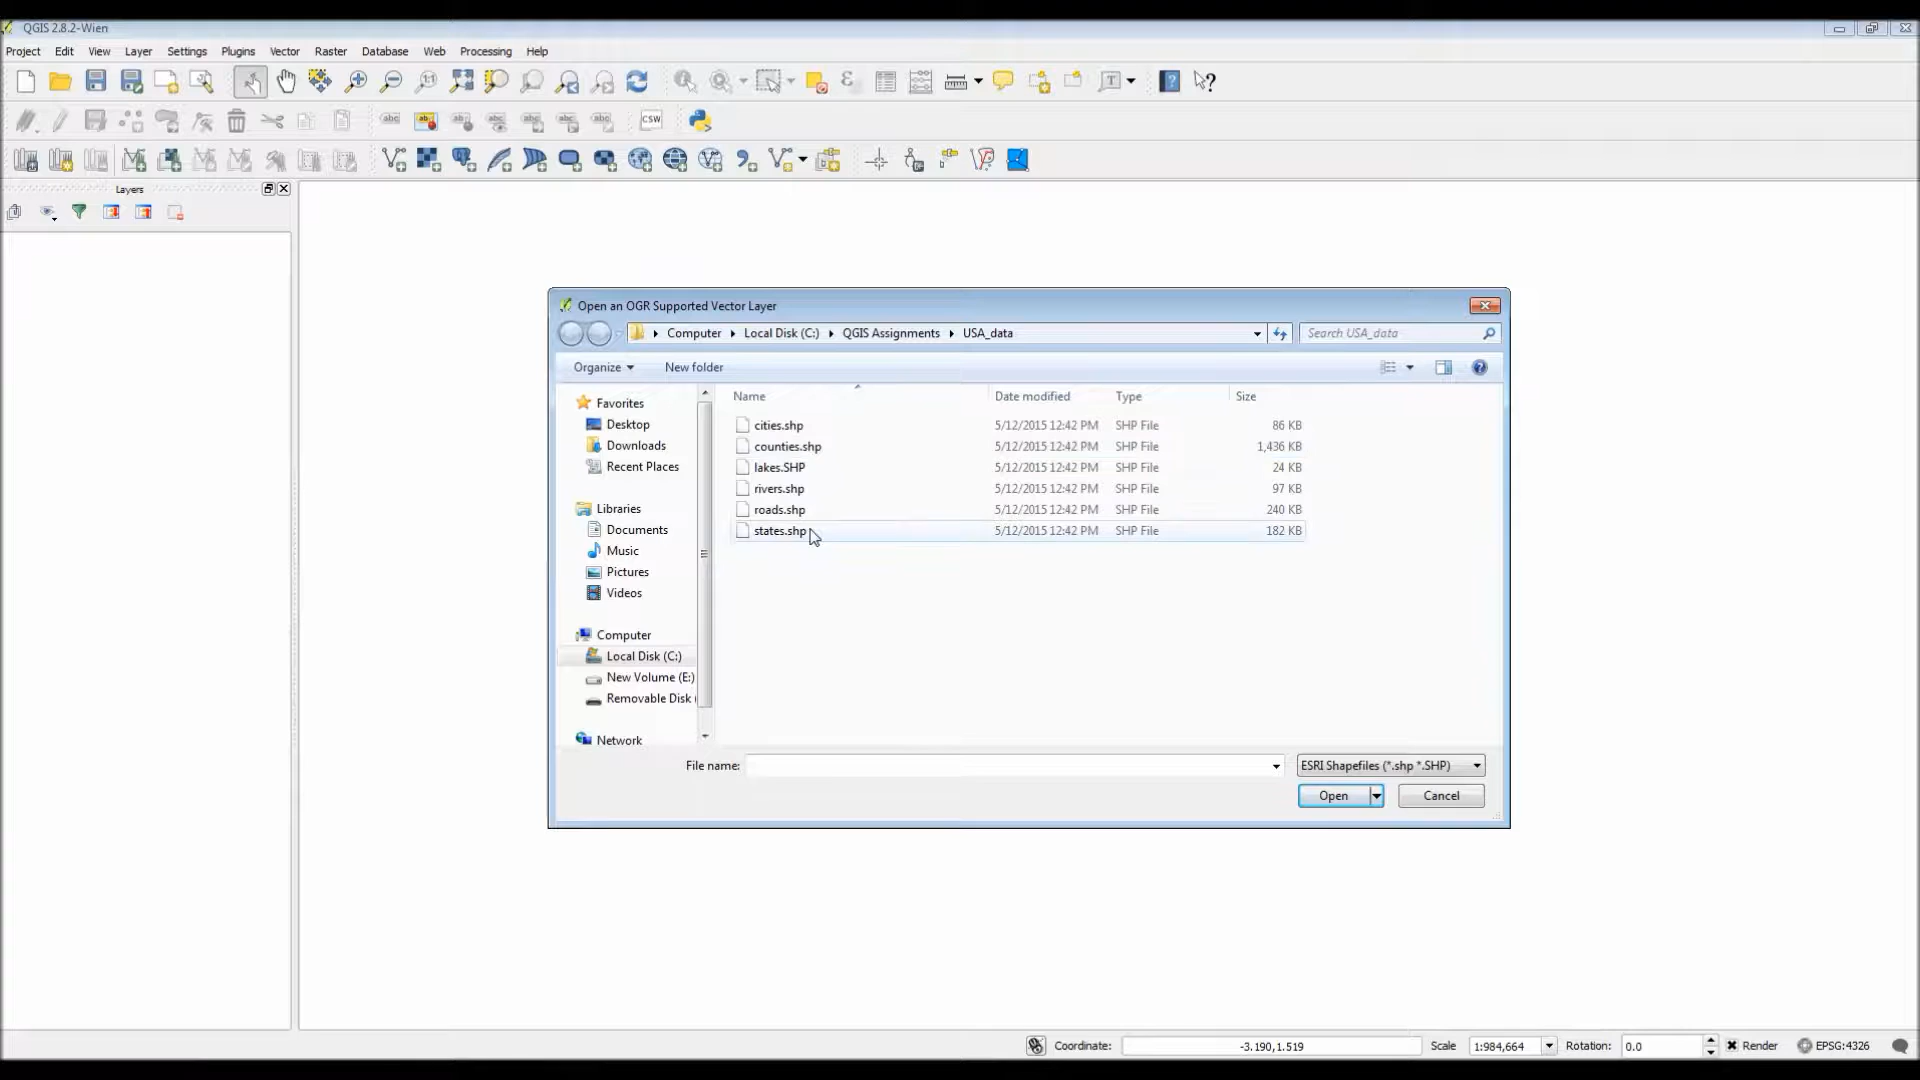 QGIS 2.8.2-Wien
Project Edit View Layer Settings Plugins Vector Raster Database Web Processing Help
CSW
Layers
Open an OGR Supported Vector Layer
Computer Local Disk (C:) QGIS Assignments USA_data Search USA_data
Organize New folder
Name Date modified Type Size
Favorites
Desktop
Downloads
Recent Places
Libraries
Documents
Music
Pictures
Videos
Computer
Local Disk (C:)
New Volume (E:)
Removable Disk (
Network
cities.shp 5/12/2015 12:42 PM SHP File 86 KB
counties.shp 5/12/2015 12:42 PM SHP File 1,436 KB
lakes.SHP 5/12/2015 12:42 PM SHP File 24 KB
rivers.shp 5/12/2015 12:42 PM SHP File 97 KB
roads.shp 5/12/2015 12:42 PM SHP File 240 KB
states.shp 5/12/2015 12:42 PM SHP File 182 KB
File name: ESRI Shapefiles (*.shp *.SHP)
Open Cancel
Coordinate: -3.190,1.519 Scale 1:984,664 Rotation: 0.0 Render EPSG:4326